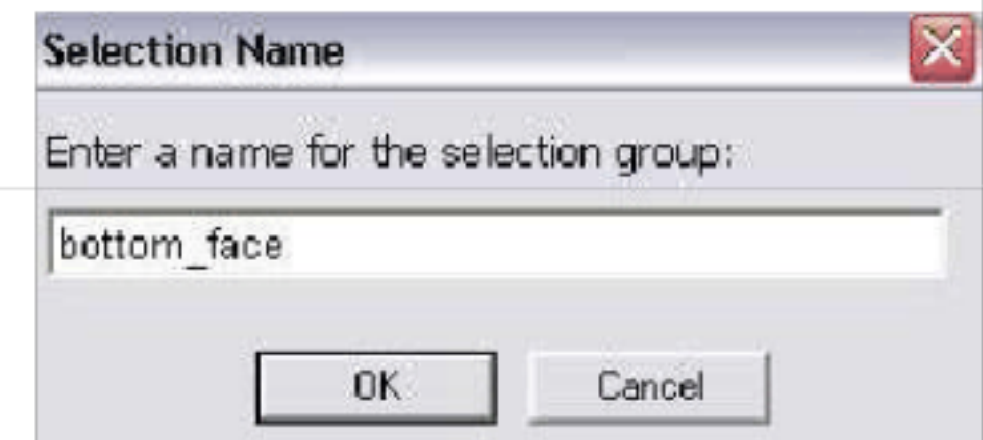 Selection Name
Enter a name for the selection group:
bottom_face
OK Cancel